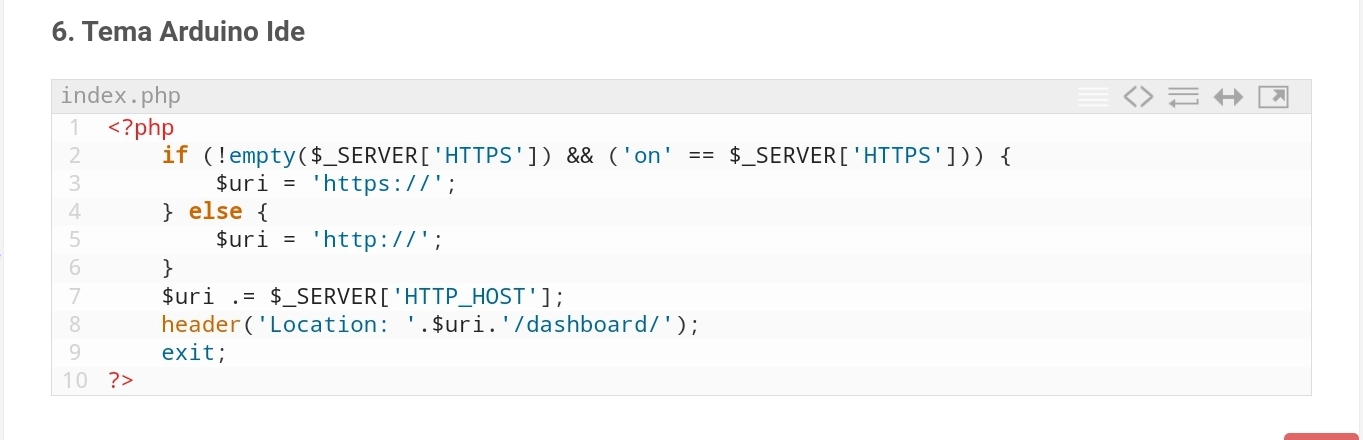 6. Tema Arduino Ide
index.php
1 <?php
2     if (!empty($_SERVER['HTTPS']) && ('on' == $_SERVER['HTTPS'])) {
3         $uri = 'https://';
4     } else {
5         $uri = 'http://';
6     }
7     $uri .= $_SERVER['HTTP_HOST'];
8     header('Location: '.$uri.'/dashboard/');
9     exit;
10 ?>